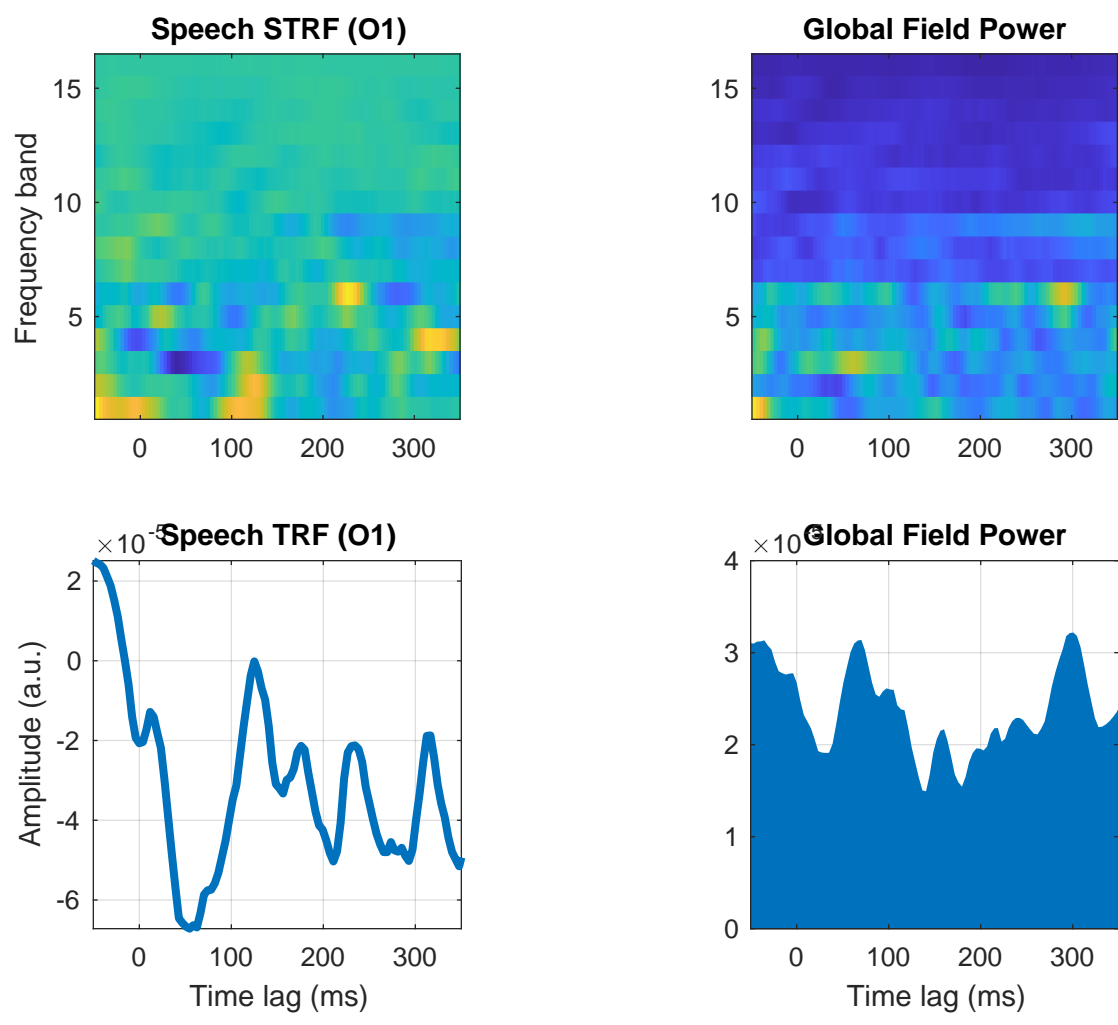 Speech STRF (O1)
Global Field Power
Frequency band
15
10
5
0 100 200 300
15
10
5
0 100 200 300
×10⁻⁵
Speech TRF (O1)
Amplitude (a.u.)
2
0
-2
-4
-6
0 100 200 300
Time lag (ms)
×10⁻⁵
Global Field Power
4
3
2
1
0
0 100 200 300
Time lag (ms)